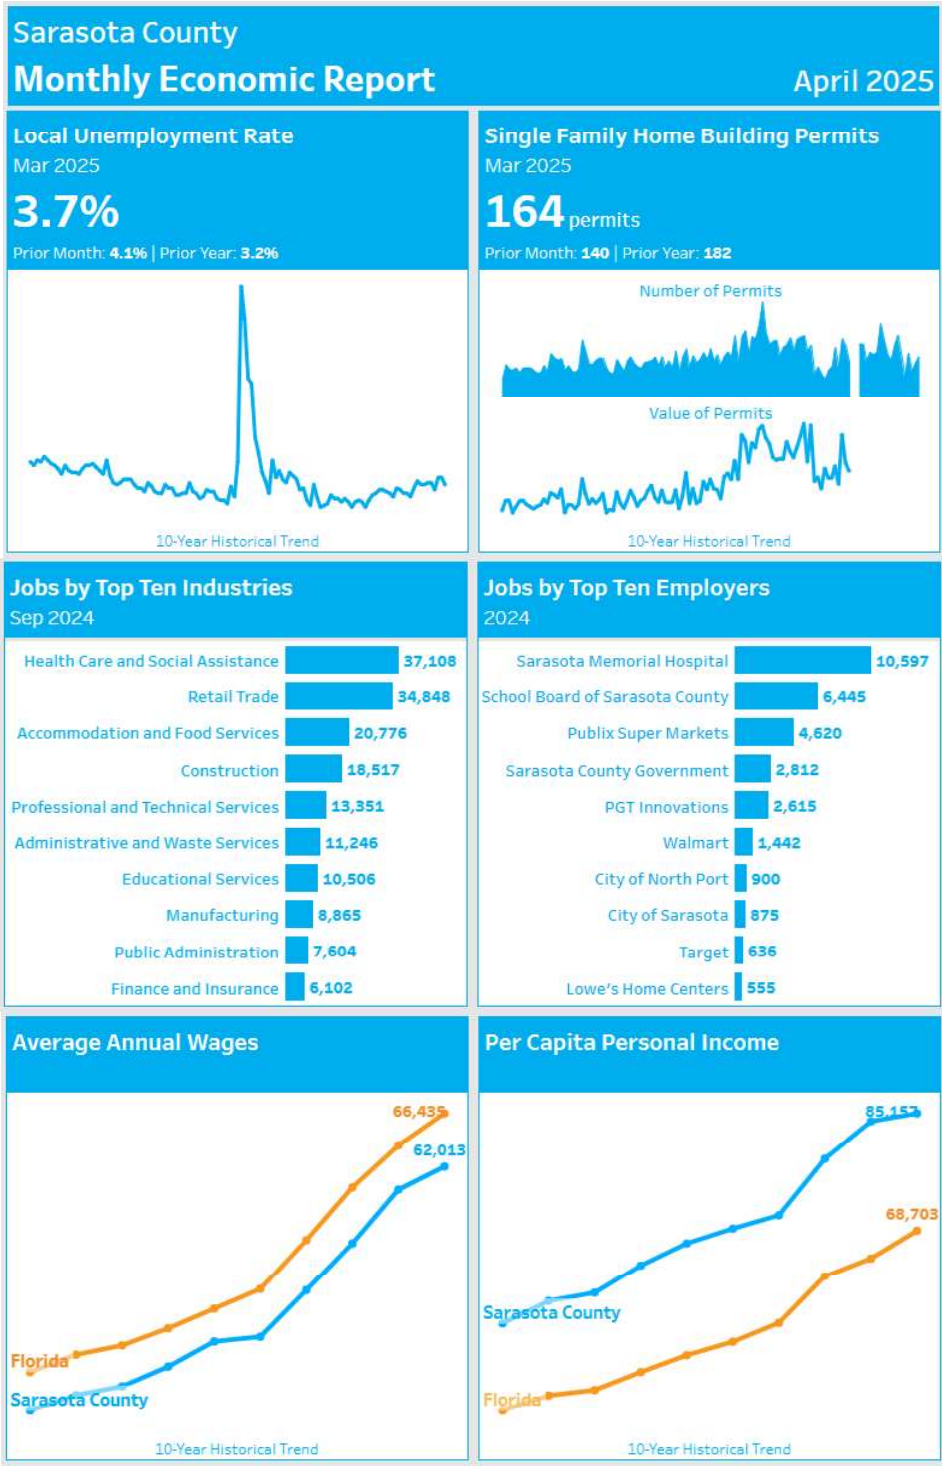 Sarasota County
Monthly Economic Report April 2025
Local Unemployment Rate
Mar 2025
3.7%
Prior Month: 4.1% | Prior Year: 3.2%
10-Year Historical Trend
Single Family Home Building Permits
Mar 2025
164 permits
Prior Month: 140 | Prior Year: 182
Number of Permits
Value of Permits
10-Year Historical Trend
Jobs by Top Ten Industries
Sep 2024
Health Care and Social Assistance 37,108
Retail Trade 34,848
Accommodation and Food Services 20,776
Construction 18,517
Professional and Technical Services 13,351
Administrative and Waste Services 11,246
Educational Services 10,506
Manufacturing 8,865
Public Administration 7,604
Finance and Insurance 6,102
Jobs by Top Ten Employers
2024
Sarasota Memorial Hospital 10,597
School Board of Sarasota County 6,445
Publix Super Markets 4,620
Sarasota County Government 2,812
PGT Innovations 2,615
Walmart 1,442
City of North Port 900
City of Sarasota 875
Target 636
Lowe's Home Centers 555
Average Annual Wages
66,435
62,013
Florida
Sarasota County
10-Year Historical Trend
Per Capita Personal Income
85,157
68,703
Sarasota County
Florida
10-Year Historical Trend